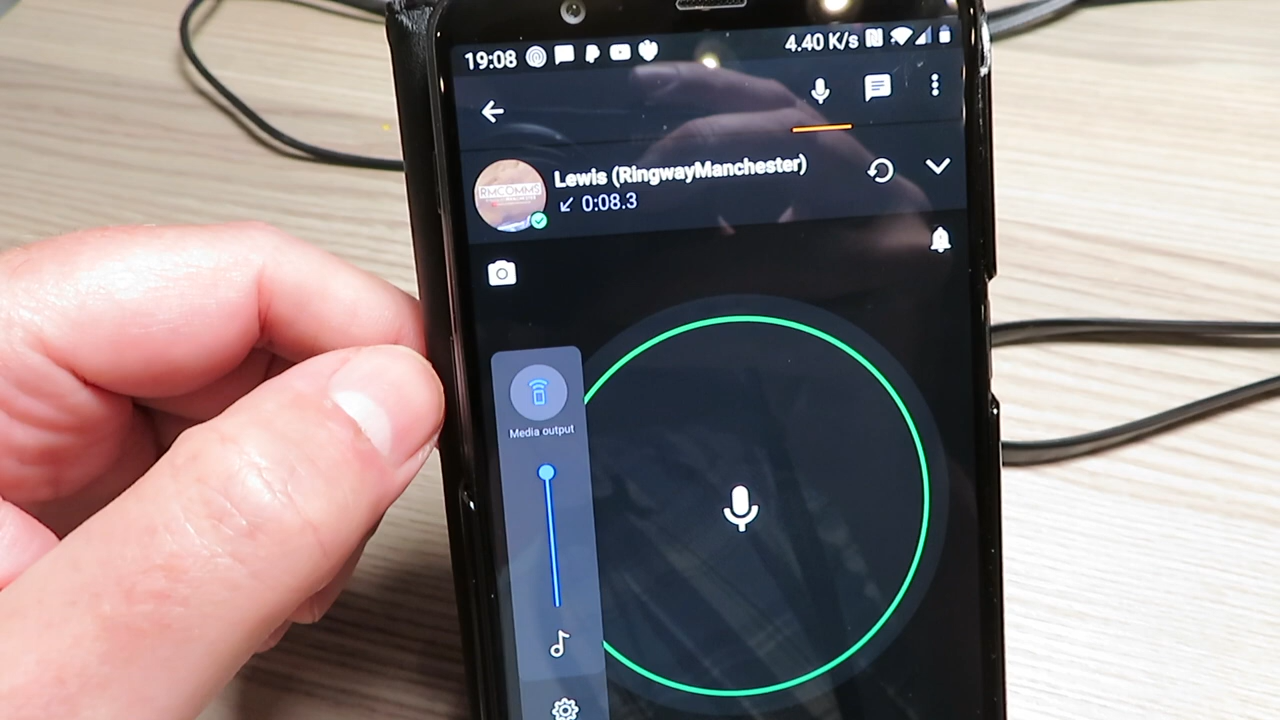 19:08 4.40 K/s
Lewis (RingwayManchester)
0:08.3
RMCOMMS
Media output